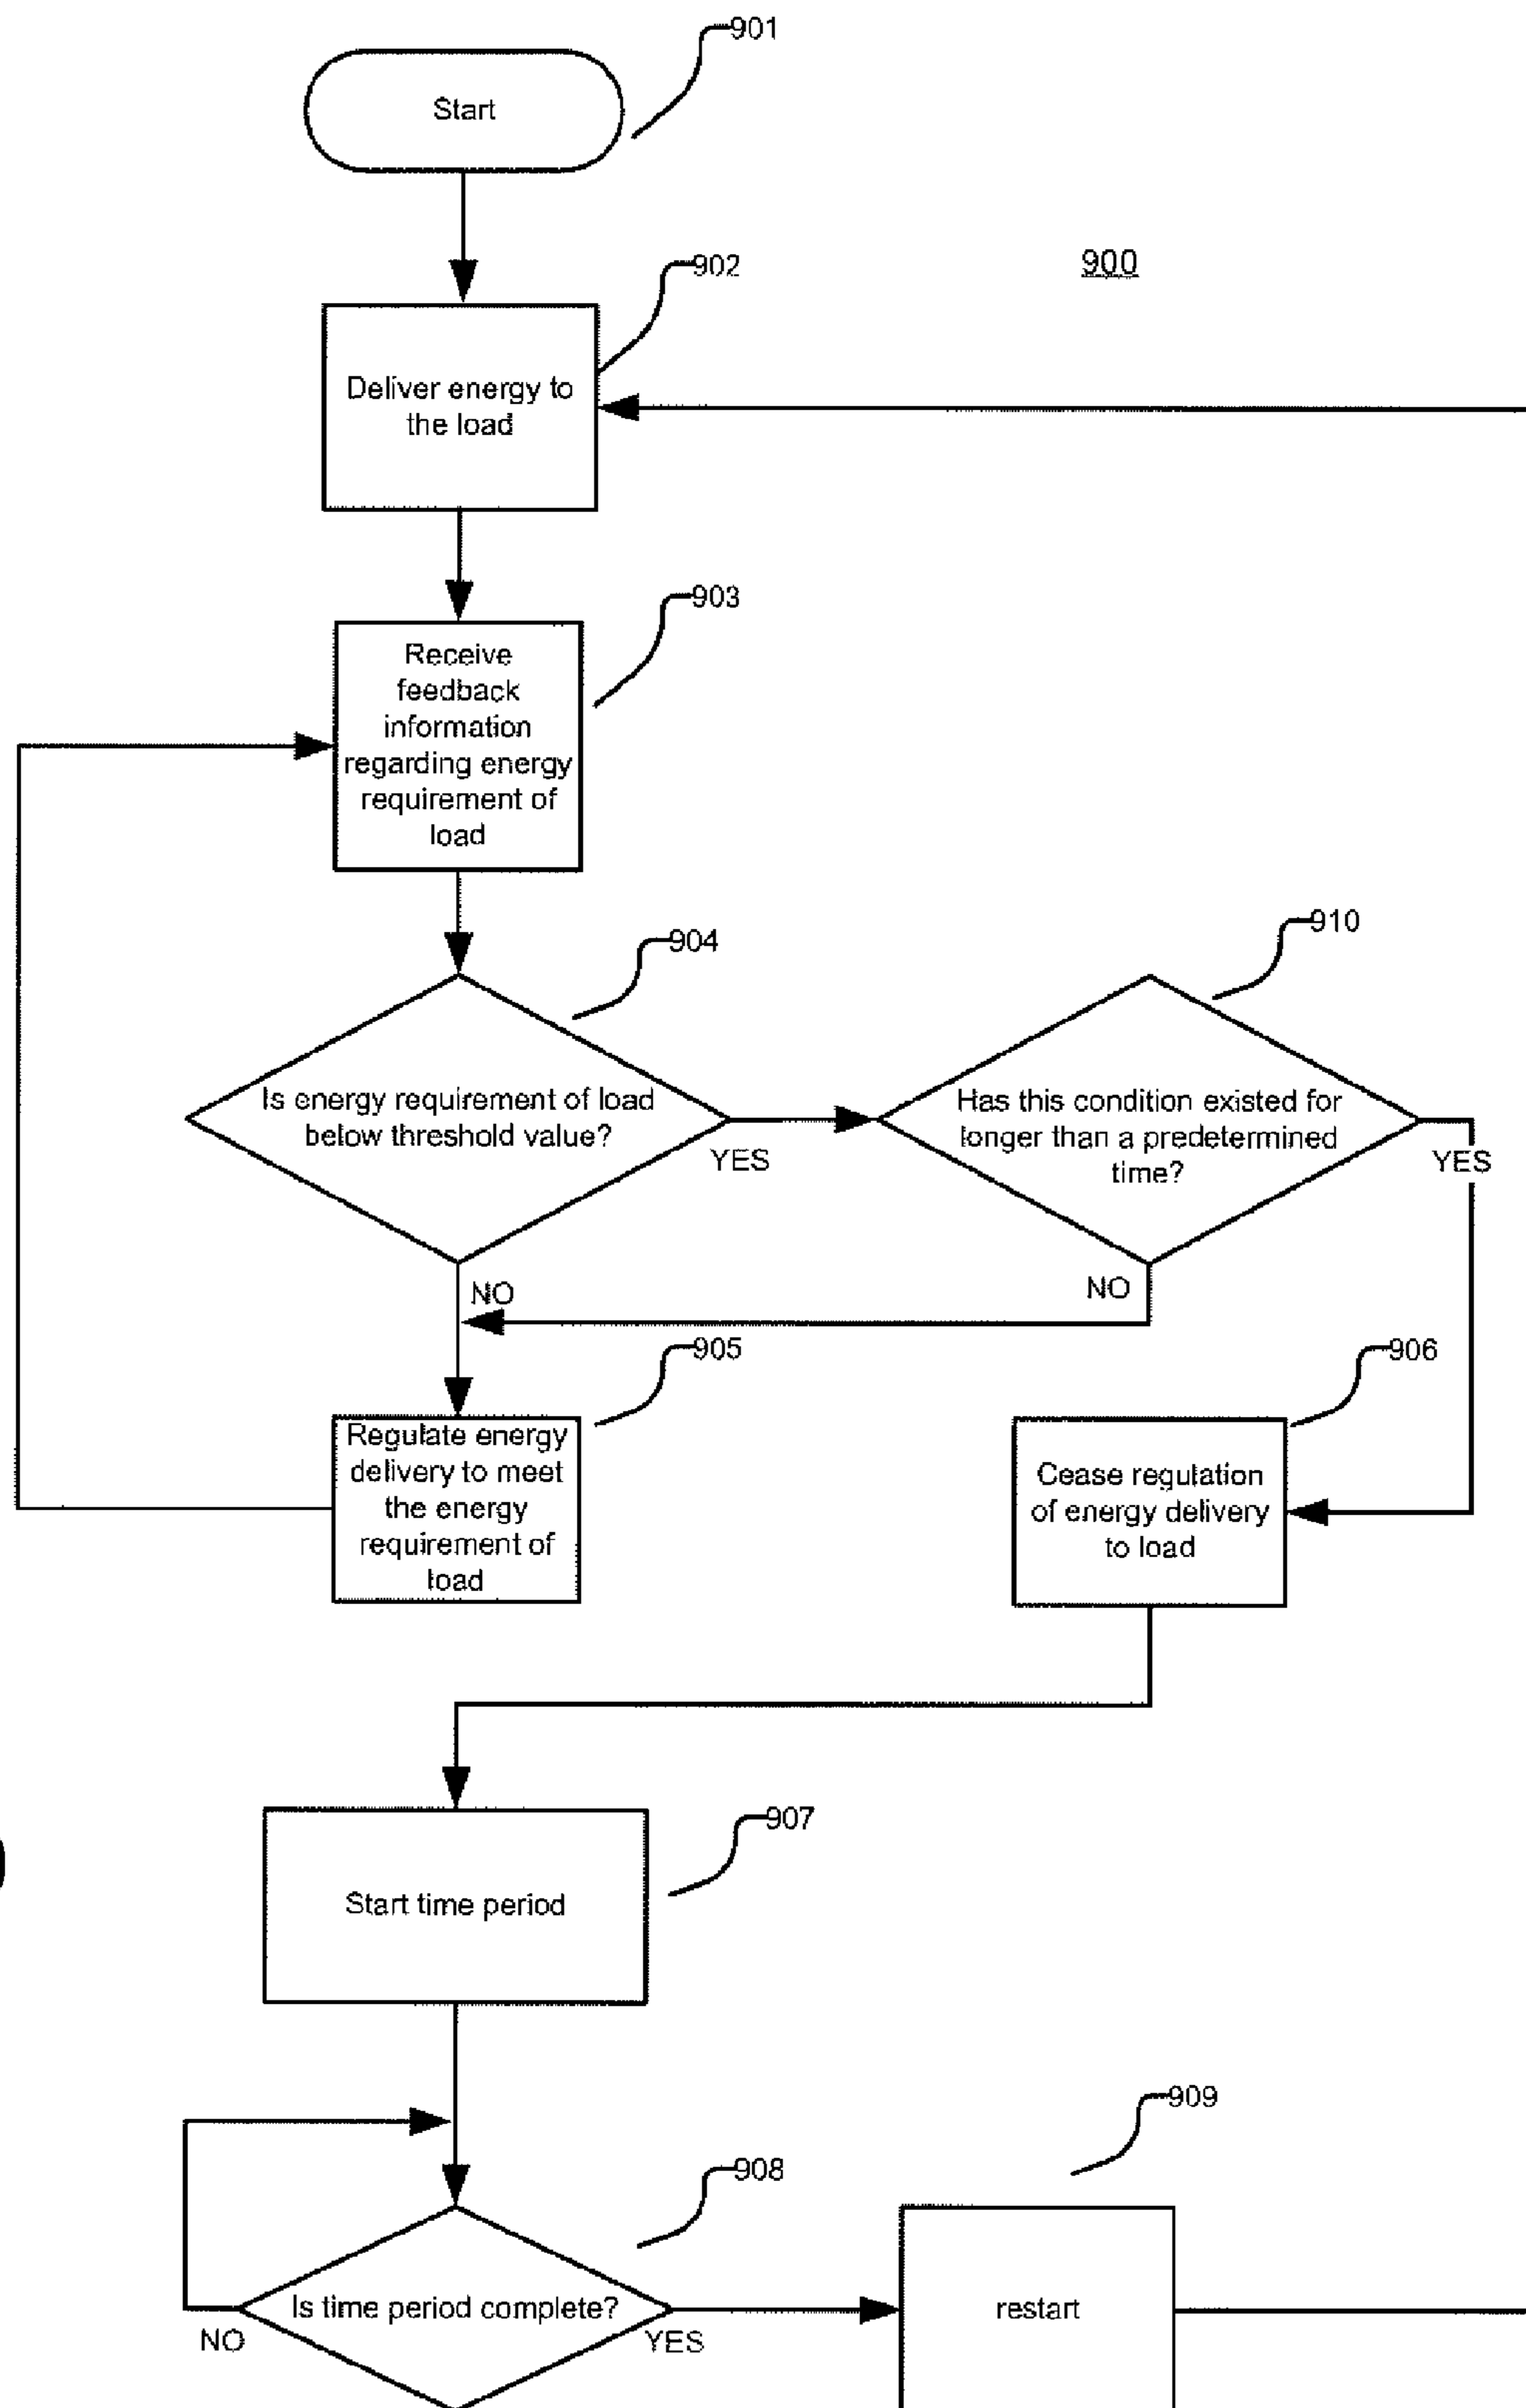 901
Start
902
900
Deliver energy to
the load
903
Receive
feedback
information
regarding energy
requirement of
load
904
910
Is energy requirement of load
below threshold value?
YES
Has this condition existed for
longer than a predetermined
time?
YES
NO
NO
905
906
Regulate energy
delivery to meet
the energy
requirement of
load
Cease regulation
of energy delivery
to load
907
Start time period
909
908
Is time period complete?
NO
YES
restart